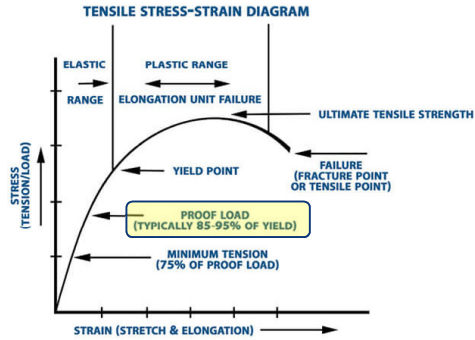 TENSILE STRESS-STRAIN DIAGRAM
ELASTIC
RANGE
PLASTIC RANGE
ELONGATION UNIT FAILURE
ULTIMATE TENSILE STRENGTH
FAILURE
(FRACTURE POINT
OR TENSILE POINT)
YIELD POINT
PROOF LOAD
(TYPICALLY 85-95% OF YIELD)
MINIMUM TENSION
(75% OF PROOF LOAD)
STRESS
(TENSION/LOAD)
STRAIN (STRETCH & ELONGATION)